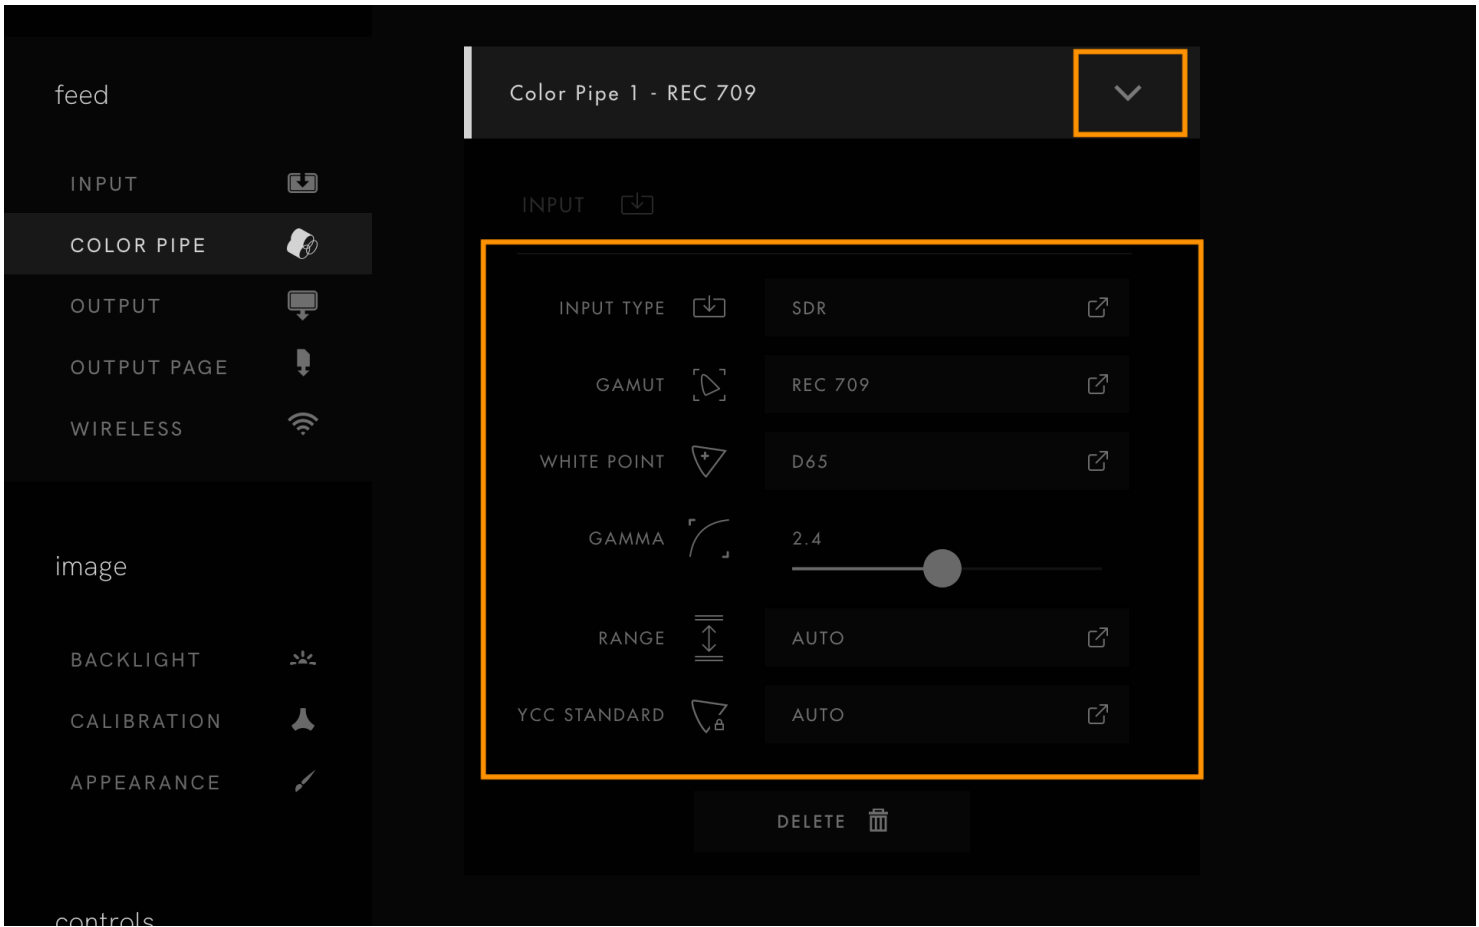 feed
INPUT
COLOR PIPE
OUTPUT
OUTPUT PAGE
WIRELESS
image
BACKLIGHT
CALIBRATION
APPEARANCE
controls
Color Pipe 1 - REC 709
INPUT
INPUT TYPE SDR
GAMUT REC 709
WHITE POINT D65
GAMMA 2.4
RANGE AUTO
YCC STANDARD AUTO
DELETE